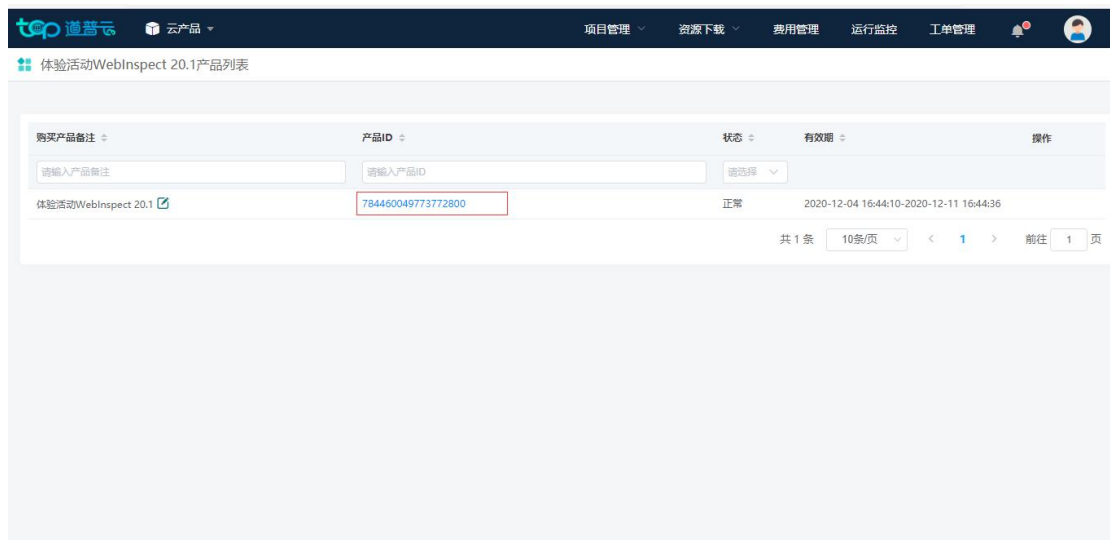 top 道普云 云产品 项目管理 资源下载 费用管理 运行监控 工单管理
体验活动WebInspect 20.1产品列表
购买产品备注 产品ID 状态 有效期 操作
请输入产品备注 请输入产品ID 请选择
体验活动WebInspect 20.1 784460049773772800 正常 2020-12-04 16:44:10-2020-12-11 16:44:36
共 1 条 10条/页 < 1 > 前往 1 页